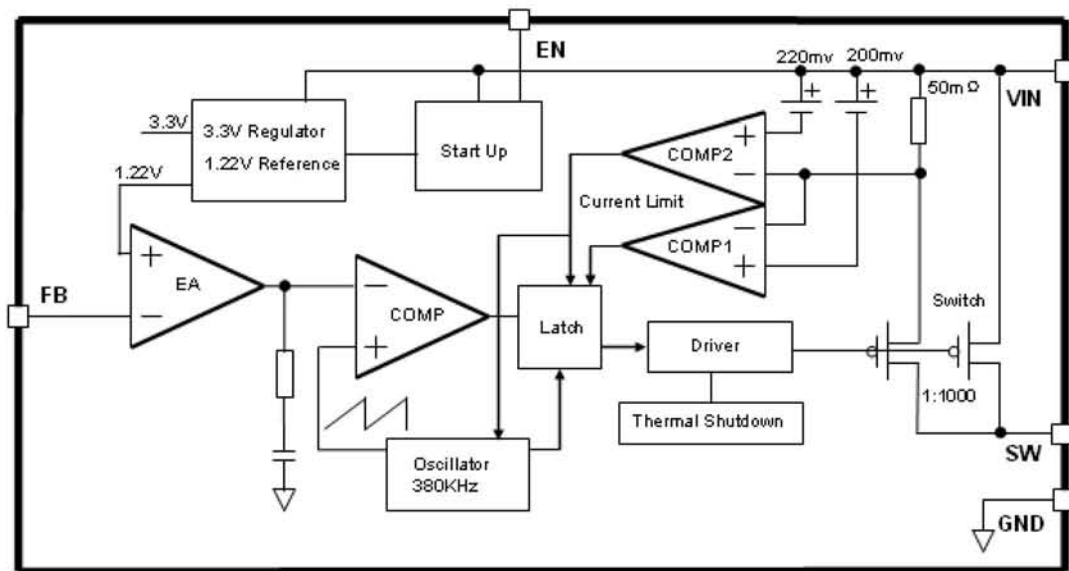 EN
220mv
200mv
50mΩ
VIN
3.3V
3.3V Regulator
1.22V Reference
Start Up
+
+
+
COMP2
−
1.22V
Current Limit
−
COMP1
+
+
EA
FB
−
−
COMP
+
Latch
Driver
Switch
1:1000
Thermal Shutdown
Oscillator
380KHz
SW
GND